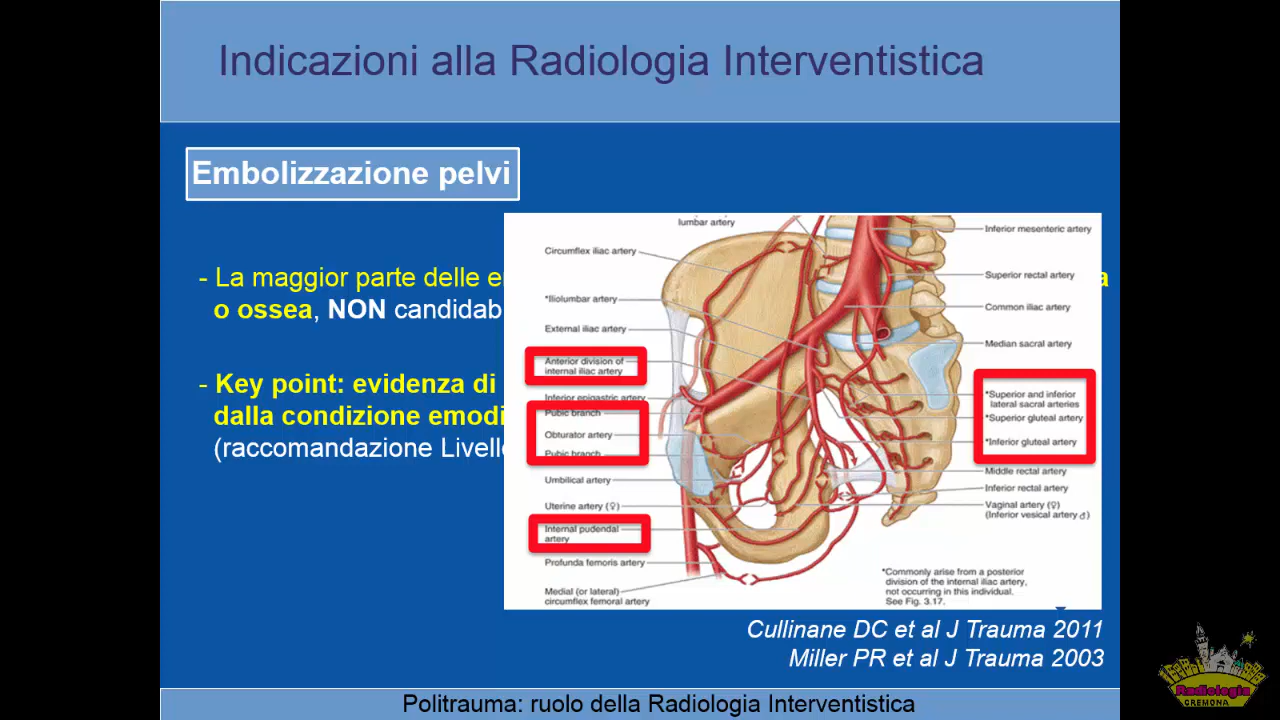 Indicazioni alla Radiologia Interventistica
Embolizzazione pelvi
- La maggior parte delle e
o ossea, NON candidab
- Key point: evidenza di
dalla condizione emodi
(raccomandazione Livell
lumbar artery
Circumflex iliac artery
*Iliolumbar artery
External iliac artery
Anterior division of
internal iliac artery
Inferior epigastric artery
Pubic branch
Obturator artery
Pubic branch
Umbilical artery
Uterine artery (♀)
Internal pudendal
artery
Profunda femoris artery
Medial (or lateral)
circumflex femoral artery
Inferior mesenteric artery
Superior rectal artery
Common iliac artery
Median sacral artery
*Superior and inferior
lateral sacral arteries
*Superior gluteal artery
*Inferior gluteal artery
Middle rectal artery
Inferior rectal artery
Vaginal artery (♀)
(Inferior vesical artery ♂)
*Commonly arise from a posterior
division of the internal iliac artery,
not occurring in this individual.
See Fig. 3.17.
a
Cullinane DC et al J Trauma 2011
Miller PR et al J Trauma 2003
Politrauma: ruolo della Radiologia Interventistica
Radiologia
CREMONA